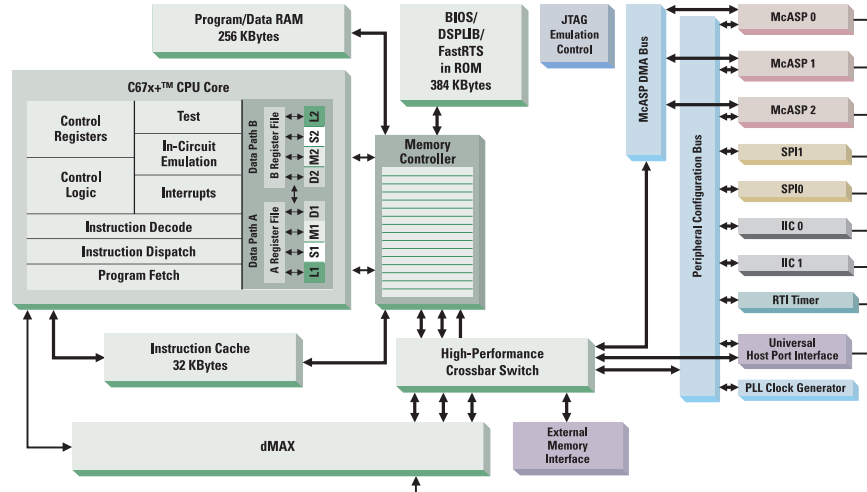 Program/Data RAM
256 KBytes
BIOS/
DSPLIB/
FastRTS
in ROM
384 KBytes
JTAG
Emulation
Control
McASP DMA Bus
Peripheral Configuration Bus
McASP 0
McASP 1
McASP 2
SPI1
SPI0
IIC 0
IIC 1
RTI Timer
Universal
Host Port Interface
PLL Clock Generator
C67x+™ CPU Core
Control
Registers
Test
In-Circuit
Emulation
Control
Logic
Interrupts
Instruction Decode
Instruction Dispatch
Program Fetch
Data Path B
B Register File
L2
S2
M2
D2
Data Path A
A Register File
D1
M1
S1
L1
Memory
Controller
Instruction Cache
32 KBytes
High-Performance
Crossbar Switch
dMAX
External
Memory
Interface